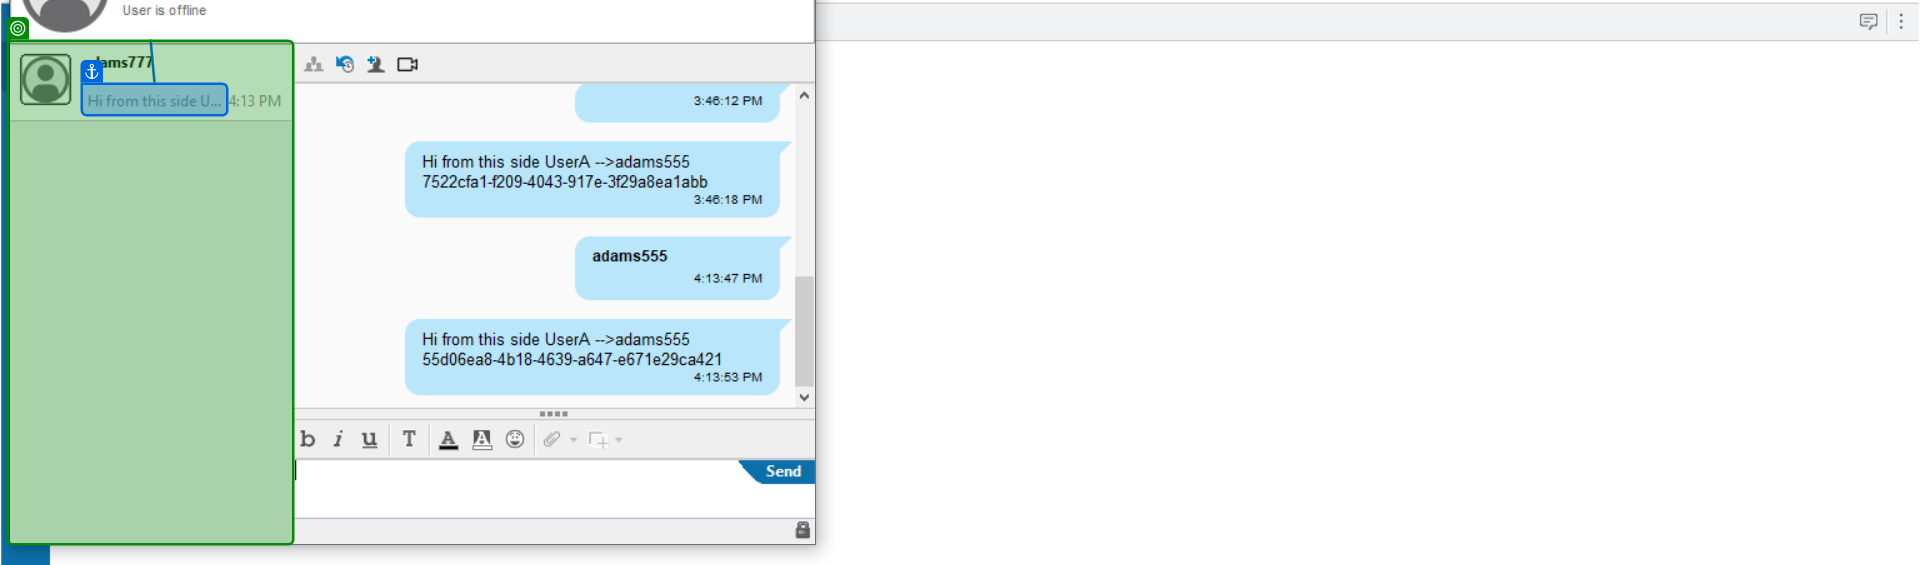 User is offline
adams777
Hi from this side U... 4:13 PM
3:46:12 PM
Hi from this side UserA -->adams555
7522cfa1-f209-4043-917e-3f29a8ea1abb
3:46:18 PM
adams555
4:13:47 PM
Hi from this side UserA -->adams555
55d06ea8-4b18-4639-a647-e671e29ca421
4:13:53 PM
b i u T A A
Send